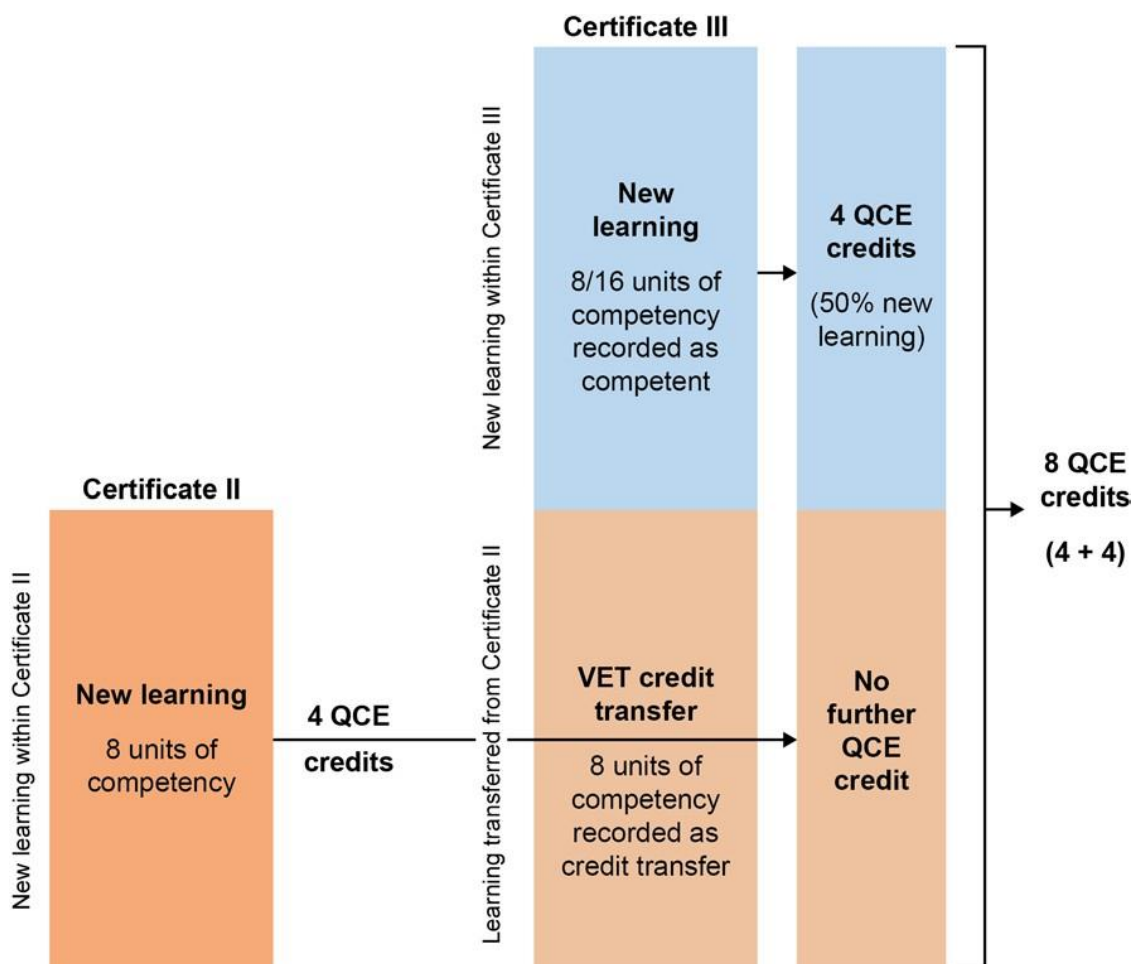 Certificate III
New learning within Certificate III
New
learning
8/16 units of
competency
recorded as
competent
4 QCE
credits
(50% new
learning)
8 QCE
credits
(4 + 4)
Certificate II
New learning within Certificate II
New learning
8 units of
competency
4 QCE
credits
Learning transferred from Certificate II
VET credit
transfer
8 units of
competency
recorded as
credit transfer
No
further
QCE
credit